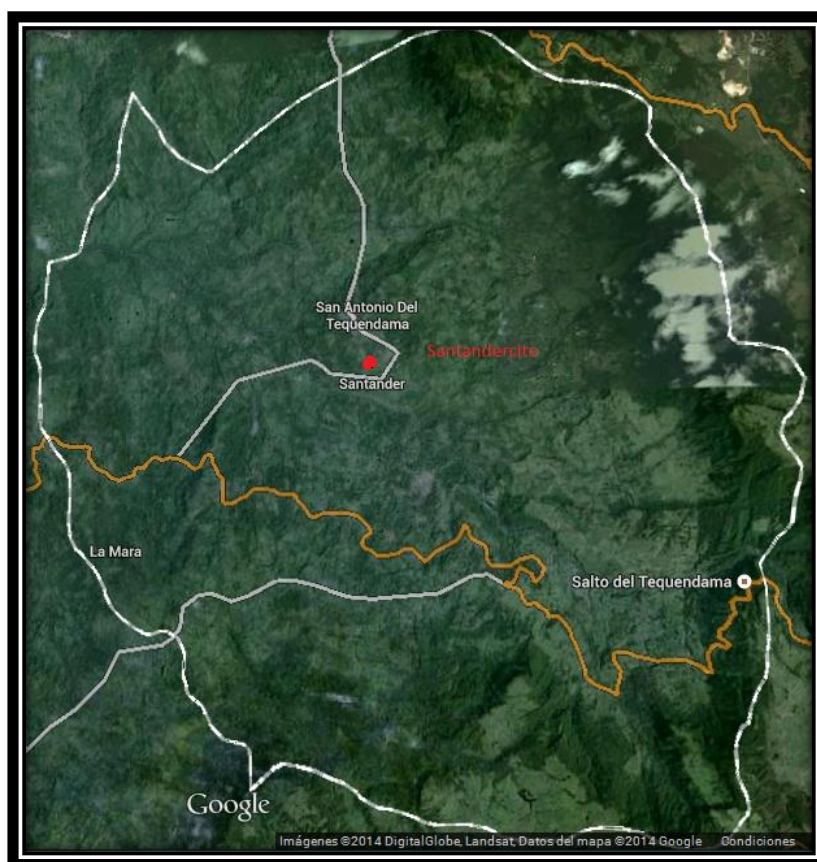 San Antonio Del
Tequendama
Santandercito
Santander
La Mara
Salto del Tequendama
Google
Imágenes ©2014 DigitalGlobe, Landsat, Datos del mapa ©2014 Google Condiciones